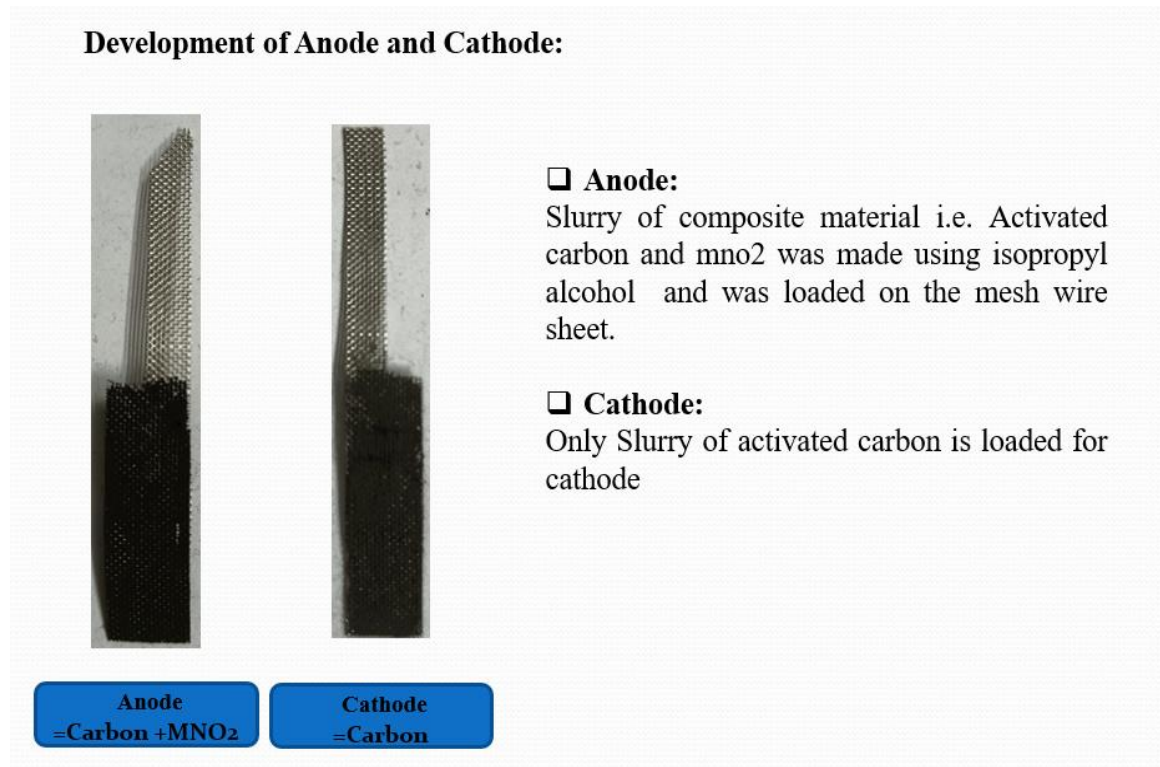 Development of Anode and Cathode:
❑ Anode:
Slurry of composite material i.e. Activated
carbon and mno2 was made using isopropyl
alcohol and was loaded on the mesh wire
sheet.
❑ Cathode:
Only Slurry of activated carbon is loaded for
cathode
Anode
=Carbon +MNO2
Cathode
=Carbon